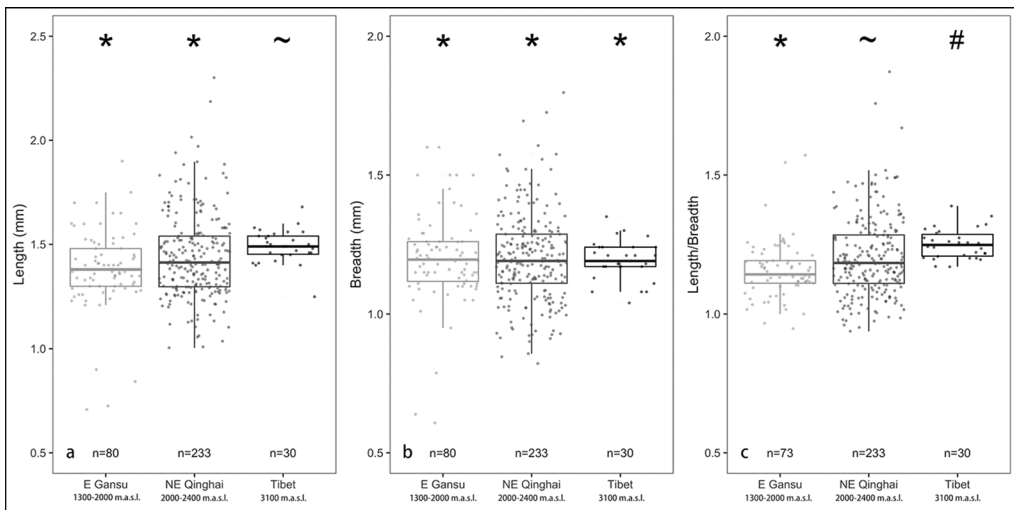 * * ~
* * *
* ~ #
Length (mm)
2.5
2.0
1.5
1.0
0.5
a
n=80 n=233 n=30
E Gansu NE Qinghai Tibet
1300-2000 m.a.s.l. 2000-2400 m.a.s.l. 3100 m.a.s.l.
Breadth (mm)
2.0
1.5
1.0
0.5
b
n=80 n=233 n=30
E Gansu NE Qinghai Tibet
1300-2000 m.a.s.l. 2000-2400 m.a.s.l. 3100 m.a.s.l.
Length/Breadth
2.0
1.5
1.0
0.5
c
n=73 n=233 n=30
E Gansu NE Qinghai Tibet
1300-2000 m.a.s.l. 2000-2400 m.a.s.l. 3100 m.a.s.l.